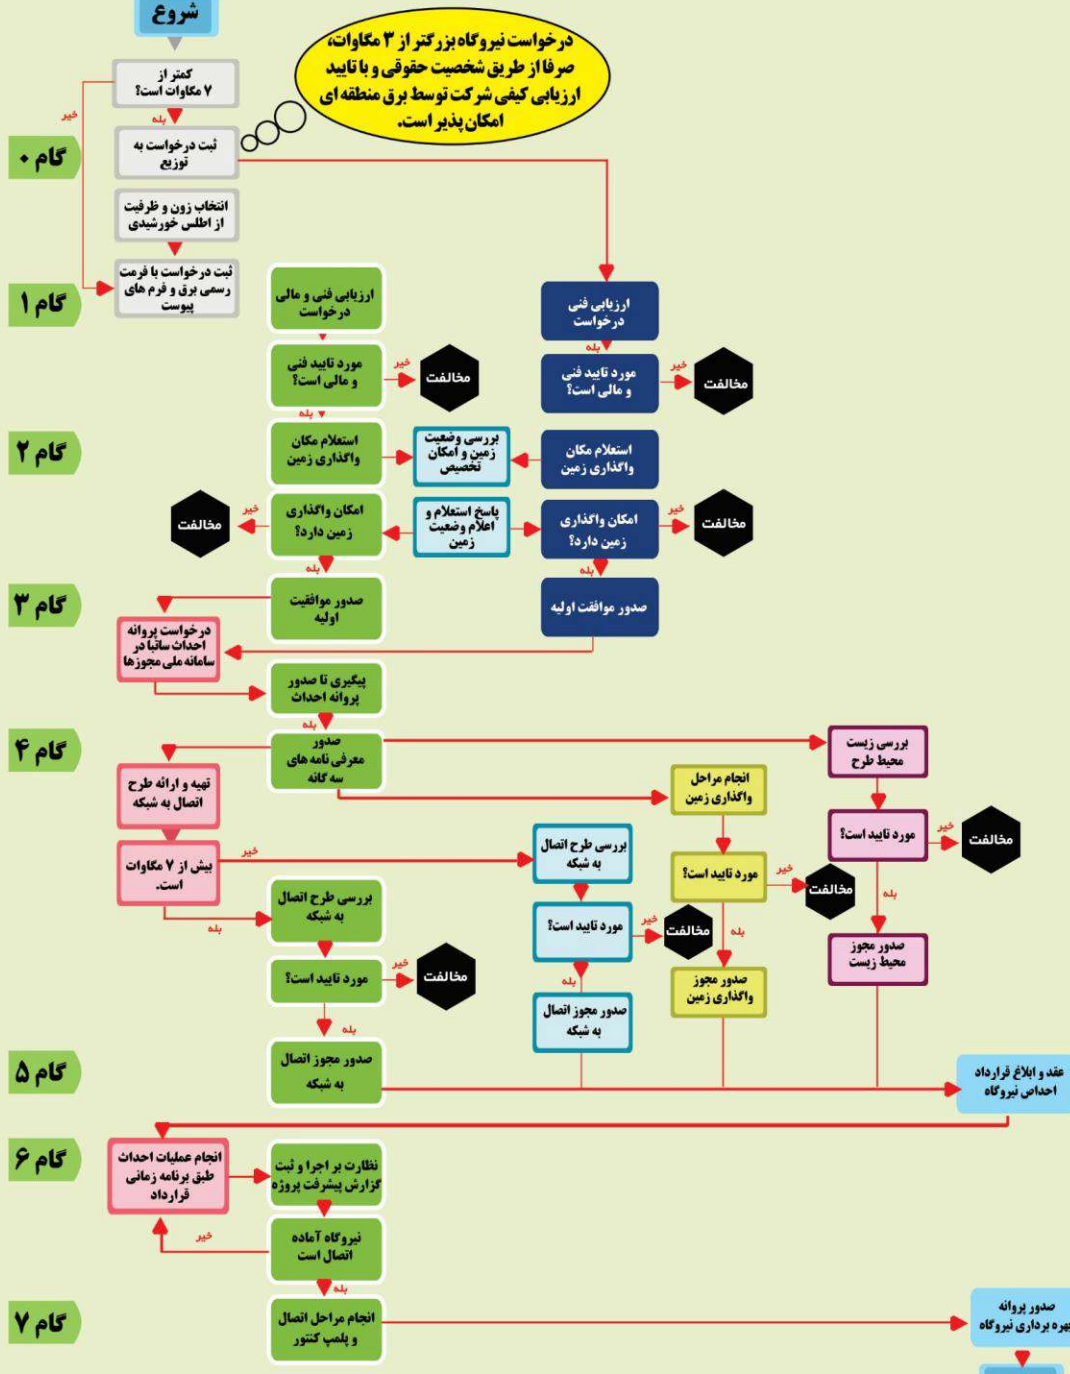 شروع
درخواست نیروگاه بزرگتر از ۳ مگاوات،
صرفا از طریق شخصیت حقوقی و با تایید
ارزیابی کیفی شرکت توسط برق منطقه ای
امکان پذیر است.
کمتر از
۷ مگاوات است؟
خیر
بله
گام ۰
ثبت درخواست به
توزیع
انتخاب زون و ظرفیت
از اطلس خورشیدی
گام ۱
ثبت درخواست با فرمت
رسمی برق و فرم های
پیوست
ارزیابی فنی و مالی
درخواست
ارزیابی فنی
درخواست
بله
مورد تایید فنی
و مالی است؟
خیر
مخالفت
مورد تایید فنی
و مالی است؟
خیر
مخالفت
بله
گام ۲
استعلام مکان
واگذاری زمین
بررسی وضعیت
زمین و امکان
تخصیص
استعلام مکان
واگذاری زمین
مخالفت
خیر
امکان واگذاری
زمین دارد؟
پاسخ استعلام و
اعلام وضعیت
زمین
امکان واگذاری
زمین دارد؟
خیر
مخالفت
بله
بله
گام ۳
صدور موافقیت
اولیه
صدور موافقت اولیه
درخواست پروانه
احداث ساتبا در
سامانه ملی مجوزها
پیگیری تا صدور
پروانه احداث
بله
گام ۴
صدور
معرفی نامه های
سه گانه
بررسی زیست
محیط طرح
تهیه و ارائه طرح
اتصال به شبکه
انجام مراحل
واگذاری زمین
مورد تایید است؟
خیر
مخالفت
بیش از ۷ مگاوات
است.
خیر
بله
بررسی طرح اتصال
به شبکه
مورد تایید است؟
خیر
مخالفت
بله
بررسی طرح اتصال
به شبکه
مورد تایید است؟
خیر
مخالفت
بله
بله
صدور مجوز
محیط زیست
مورد تایید است؟
خیر
مخالفت
بله
صدور مجوز
واگذاری زمین
صدور مجوز اتصال
به شبکه
گام ۵
صدور مجوز اتصال
به شبکه
عقد و ابلاغ قرارداد
احداص نیروگاه
گام ۶
انجام عملیات احداث
طبق برنامه زمانی
قرارداد
نظارت بر اجرا و ثبت
گزارش پیشرفت پروژه
خیر
نیروگاه آماده
اتصال است
بله
گام ۷
انجام مراحل اتصال
و پلمپ کنتور
صدور پروانه
بهره برداری نیروگاه